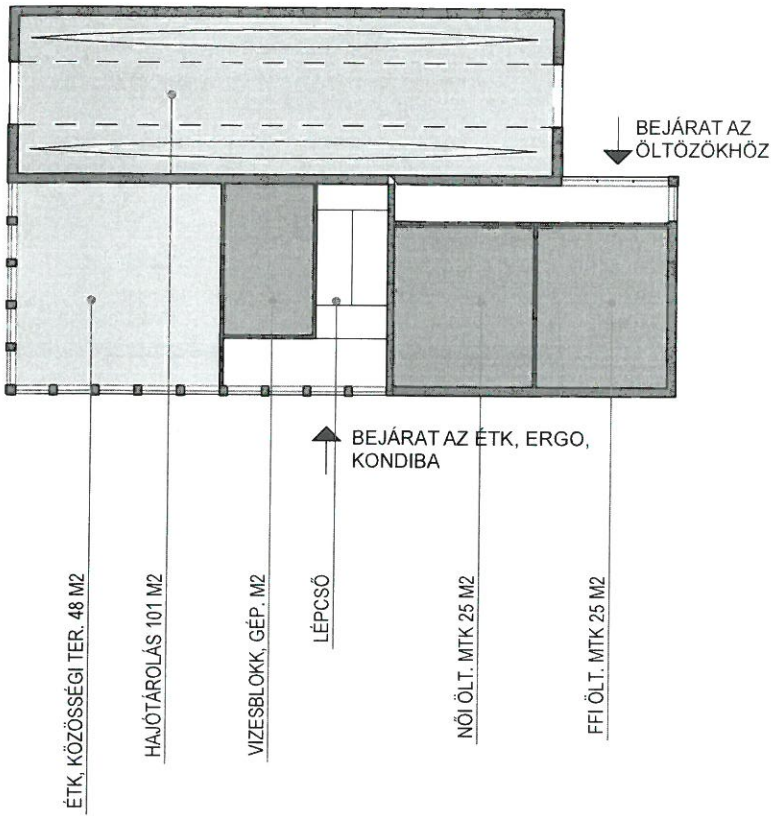 BEJÁRAT AZ
ÖLTÖZÖKHÖZ
BEJÁRAT AZ ÉTK, ERGO,
KONDIBA
ÉTK, KÖZÖSSÉGI TER. 48 M2
HAJÓTÁROLÁS 101 M2
VIZESBLOKK, GÉP. M2
LÉPCSŐ
NŐI ÖLT. MTK 25 M2
FFI ÖLT. MTK 25 M2